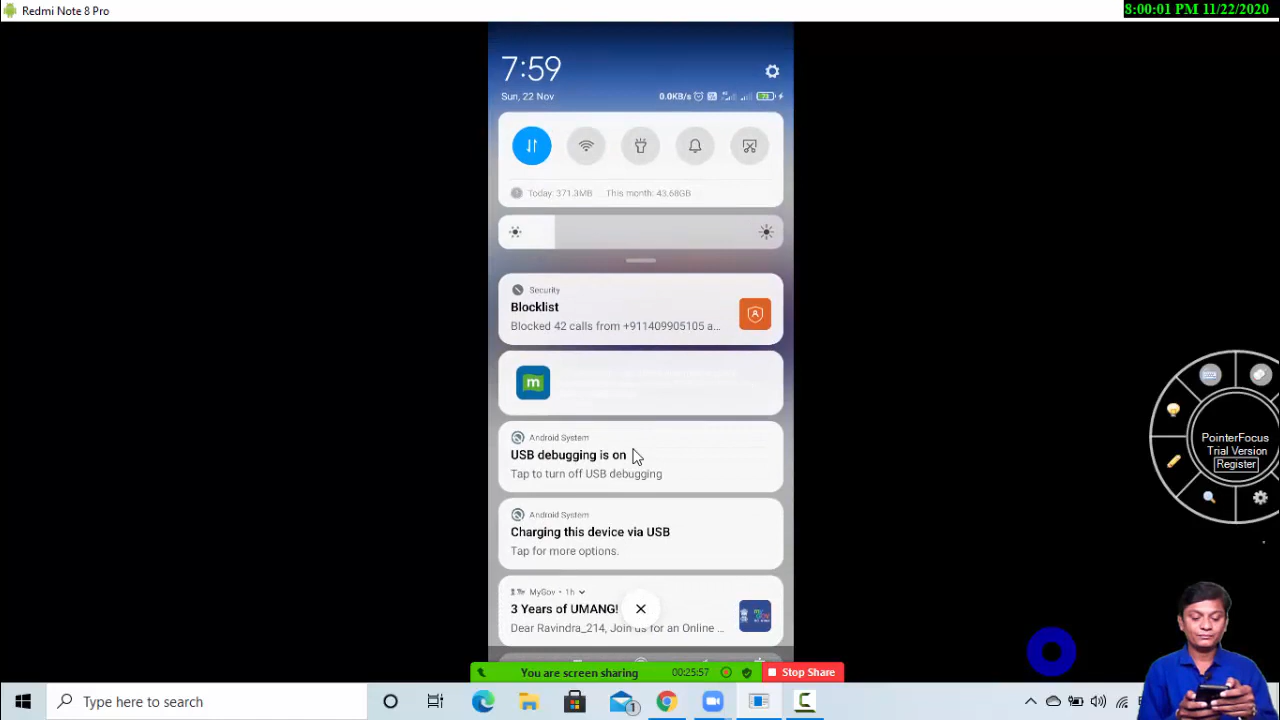 Redmi Note 8 Pro
8:00:01 PM 11/22/2020
7:59
Sun, 22 Nov
0.0KB/s
Today: 371.3MB This month: 43.68GB
Security
Blocklist
Blocked 42 calls from +911409905105 a...
m
Android System
USB debugging is on
Tap to turn off USB debugging
Android System
Charging this device via USB
Tap for more options.
MyGov • 1h
3 Years of UMANG!
Dear Ravindra_214, Join us for an Online ...
PointerFocus
Trial Version
Register
You are screen sharing
00:25:57
Stop Share
Type here to search
1